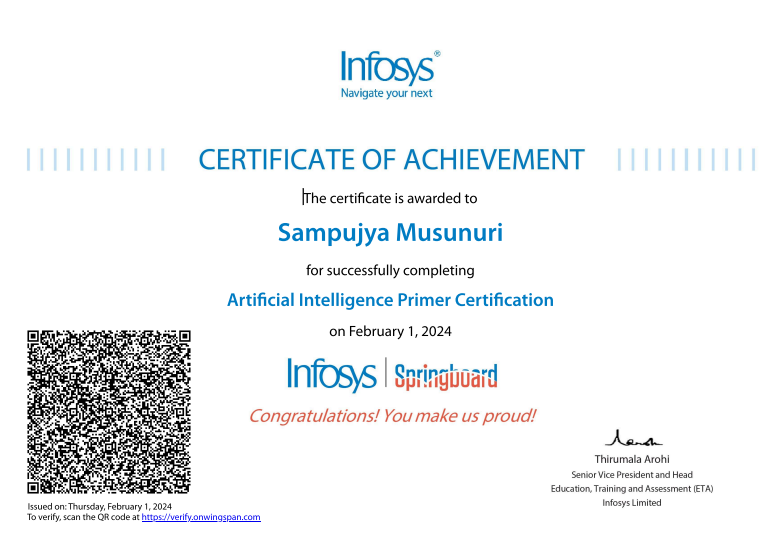 Infosys®
Navigate your next
CERTIFICATE OF ACHIEVEMENT
The certificate is awarded to
Sampujya Musunuri
for successfully completing
Artificial Intelligence Primer Certification
on February 1, 2024
Infosys | Springboard
Congratulations! You make us proud!
Thirumala Arohi
Senior Vice President and Head
Education, Training and Assessment (ETA)
Infosys Limited
Issued on: Thursday, February 1, 2024
To verify, scan the QR code at https://verify.onwingspan.com